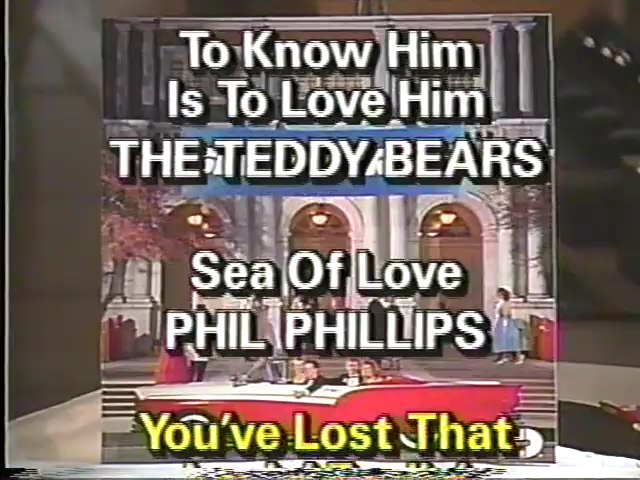 To Know Him
Is To Love Him
THE TEDDY BEARS
Sea Of Love
PHIL PHILLIPS
You've Lost That